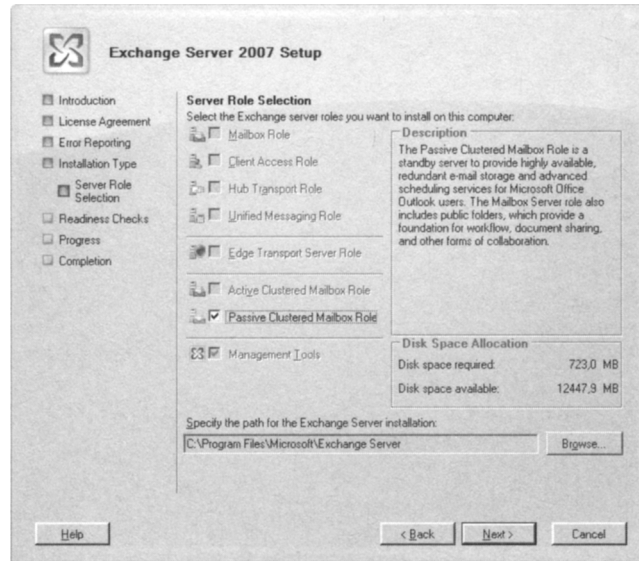 Exchange Server 2007 Setup
Introduction
License Agreement
Error Reporting
Installation Type
Server Role
Selection
Readiness Checks
Progress
Completion
Server Role Selection
Select the Exchange server roles you want to install on this computer:
Mailbox Role
Client Access Role
Hub Transport Role
Unified Messaging Role
Edge Transport Server Role
Active Clustered Mailbox Role
Passive Clustered Mailbox Role
Management Tools
Description
The Passive Clustered Mailbox Role is a
standby server to provide highly available,
redundant e-mail storage and advanced
scheduling services for Microsoft Office
Outlook users. The Mailbox Server role also
includes public folders, which provide a
foundation for workflow, document sharing,
and other forms of collaboration.
Disk Space Allocation
Disk space required: 723,0 MB
Disk space available: 12447,9 MB
Specify the path for the Exchange Server installation:
C:\Program Files\Microsoft\Exchange Server
Browse...
Help
< Back
Next >
Cancel